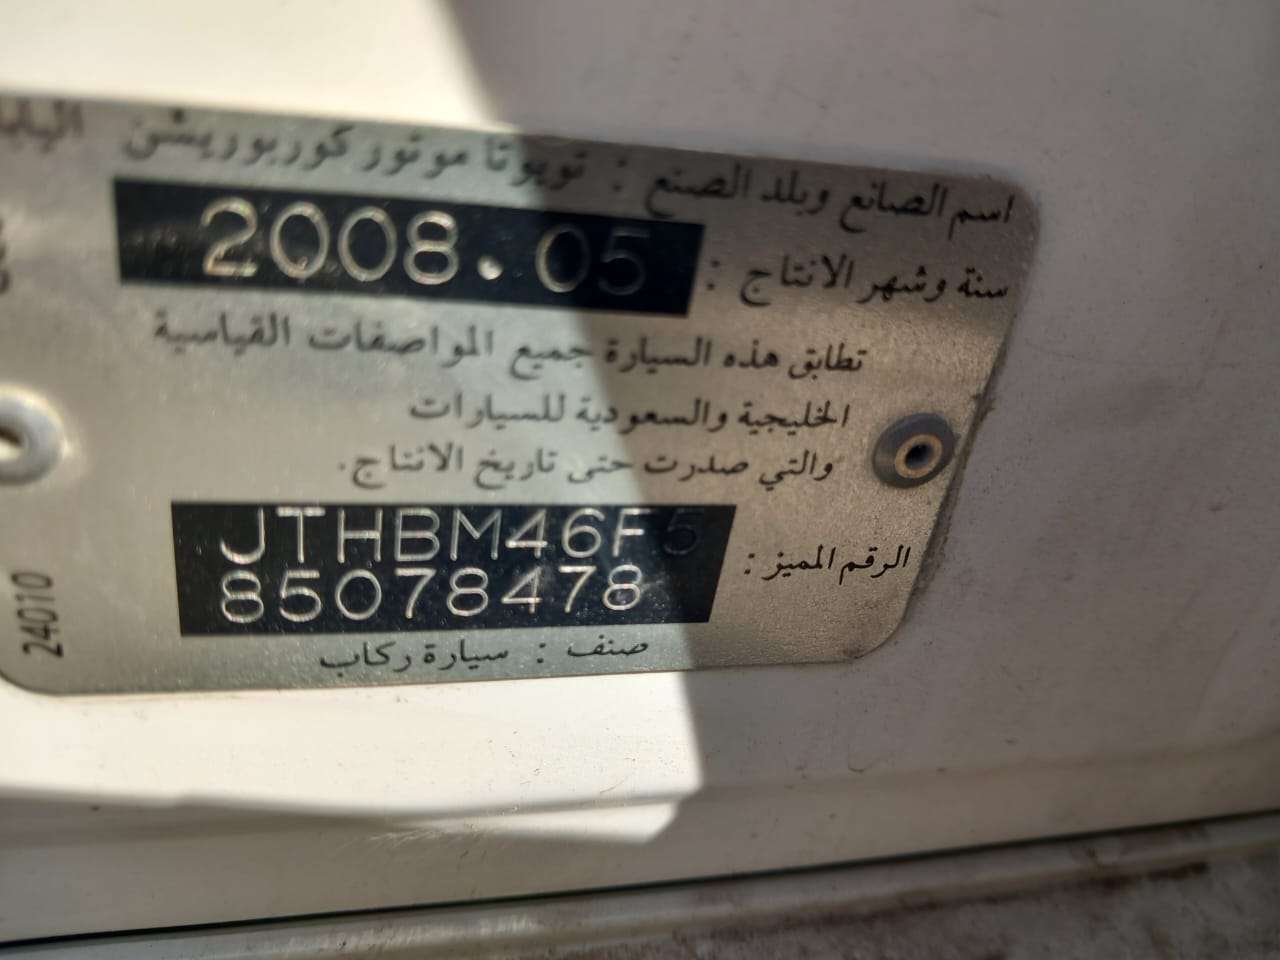 اسم الصانع وبلد الصنع : تويوتا موتور كوربوريشن
سنة وشهر الانتاج : 2008.05
تطابق هذه السيارة جميع المواصفات القياسية
الخليجية والسعودية للسيارات
والتي صدرت حتى تاريخ الانتاج.
الرقم المميز : JTHBM46F5
85078478
صنف : سيارة ركاب
24010